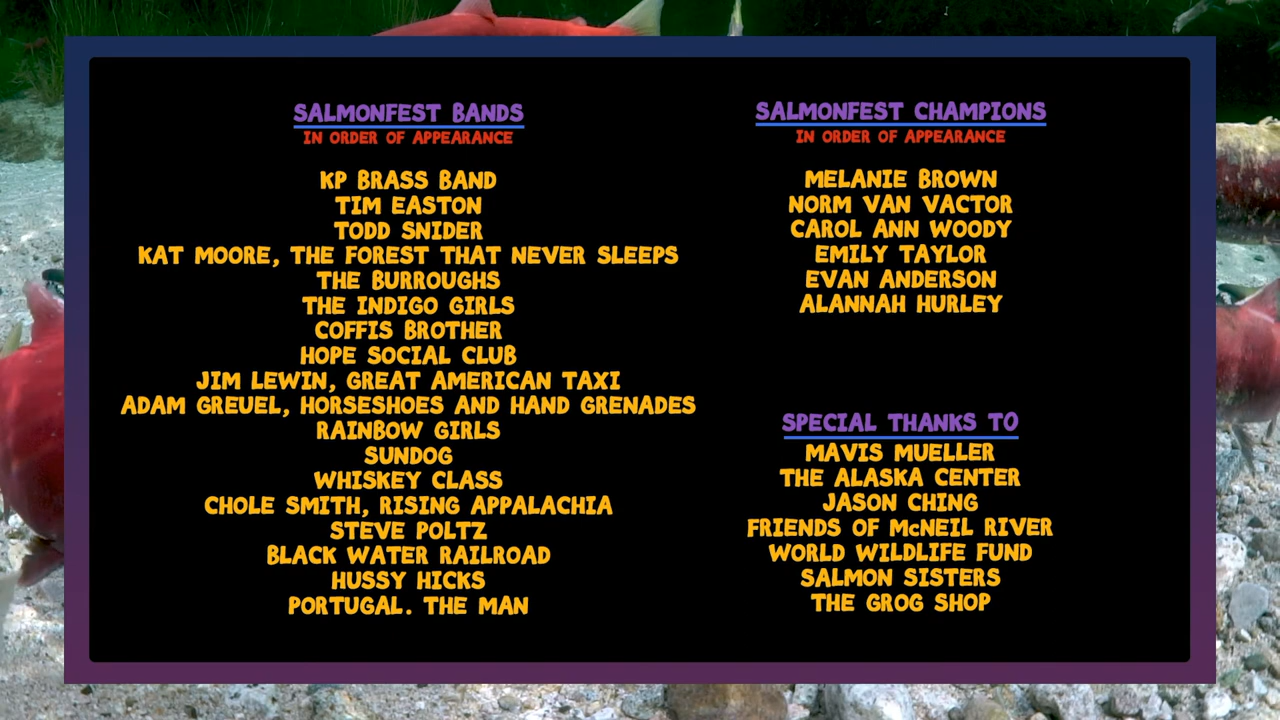 SALMONFEST BANDS
IN ORDER OF APPEARANCE
KP BRASS BAND
TIM EASTON
TODD SNIDER
KAT MOORE, THE FOREST THAT NEVER SLEEPS
THE BURROUGHS
THE INDIGO GIRLS
COFFIS BROTHER
HOPE SOCIAL CLUB
JIM LEWIN, GREAT AMERICAN TAXI
ADAM GREUEL, HORSESHOES AND HAND GRENADES
RAINBOW GIRLS
SUNDOG
WHISKEY CLASS
CHOLE SMITH, RISING APPALACHIA
STEVE POLTZ
BLACK WATER RAILROAD
HUSSY HICKS
PORTUGAL. THE MAN
SALMONFEST CHAMPIONS
IN ORDER OF APPEARANCE
MELANIE BROWN
NORM VAN VACTOR
CAROL ANN WOODY
EMILY TAYLOR
EVAN ANDERSON
ALANNAH HURLEY
SPECIAL THANKS TO
MAVIS MUELLER
THE ALASKA CENTER
JASON CHING
FRIENDS OF McNEIL RIVER
WORLD WILDLIFE FUND
SALMON SISTERS
THE GROG SHOP